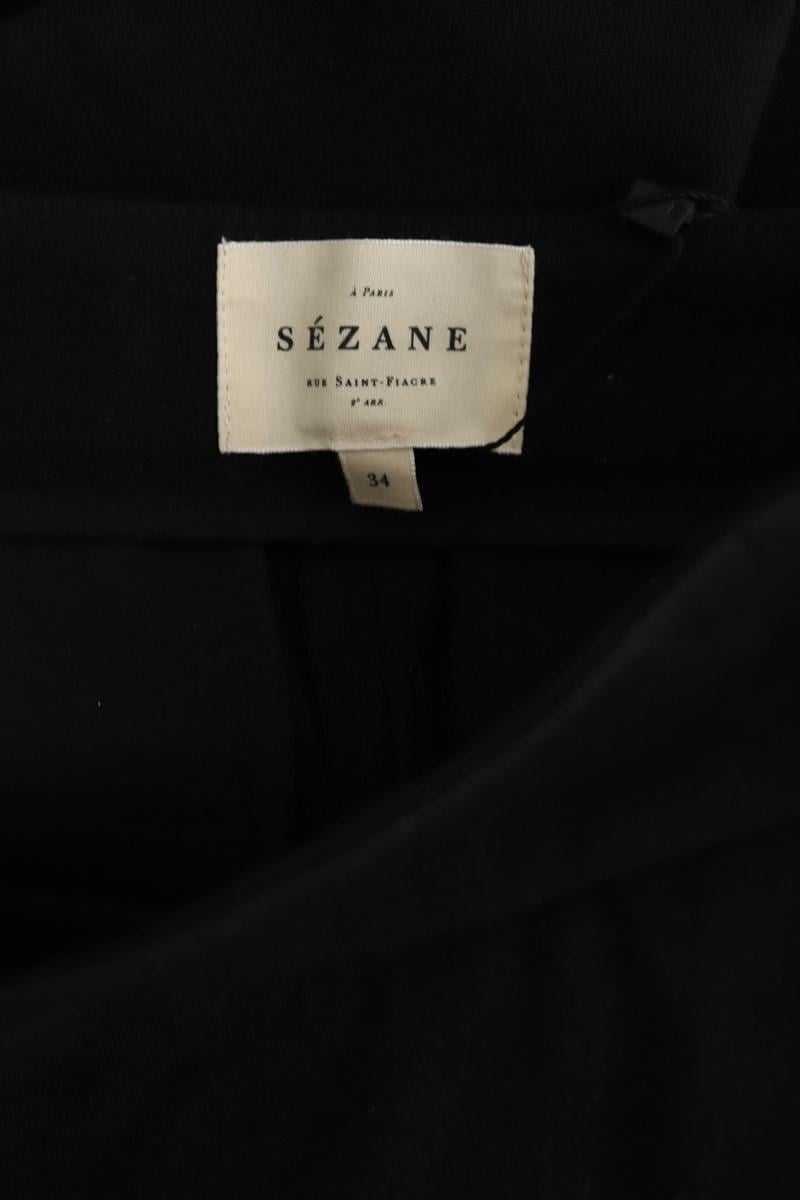 À PARIS
SÉZANE
RUE SAINT-FIACRE
2E ARR.
34